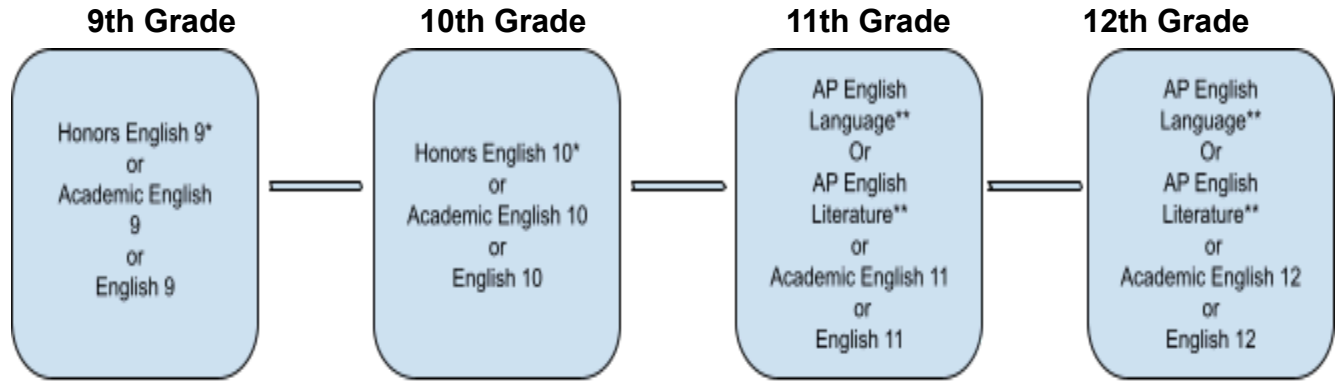 9th Grade
10th Grade
11th Grade
12th Grade
Honors English 9*
or
Academic English
9
or
English 9
Honors English 10*
or
Academic English 10
or
English 10
AP English
Language**
Or
AP English
Literature**
or
Academic English 11
or
English 11
AP English
Language**
Or
AP English
Literature**
or
Academic English 12
or
English 12